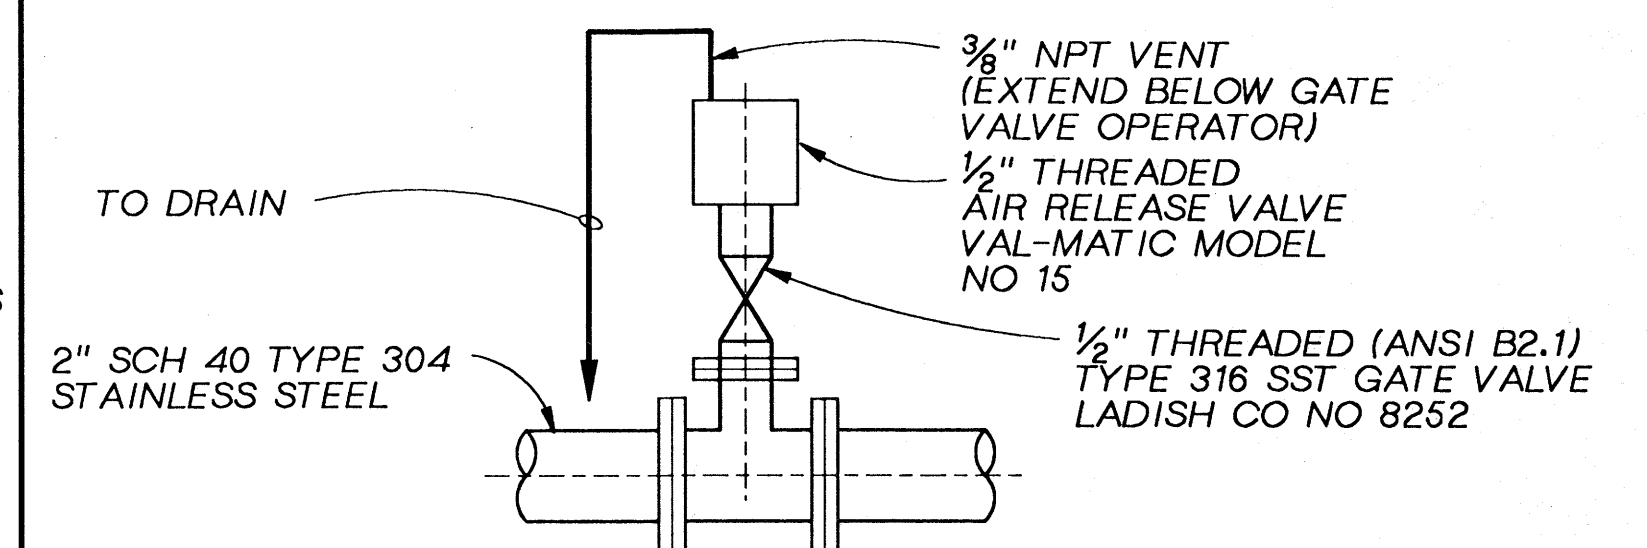 3/8" NPT VENT
(EXTEND BELOW GATE
VALVE OPERATOR)
1/2" THREADED
AIR RELEASE VALVE
VAL-MATIC MODEL
NO 15
TO DRAIN
1/2" THREADED (ANSI B2.1)
TYPE 316 SST GATE VALVE
LADISH CO NO 8252
2" SCH 40 TYPE 304
STAINLESS STEEL